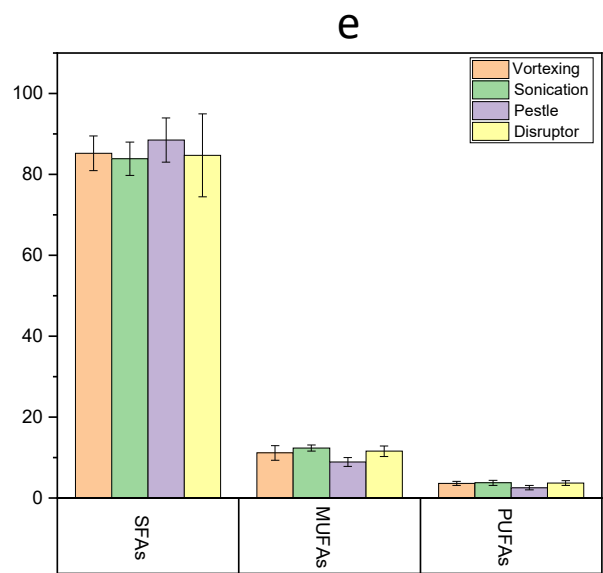 e
Vortexing
Sonication
Pestle
Disruptor
100
80
60
40
20
0
SFAs
MUFAs
PUFAs